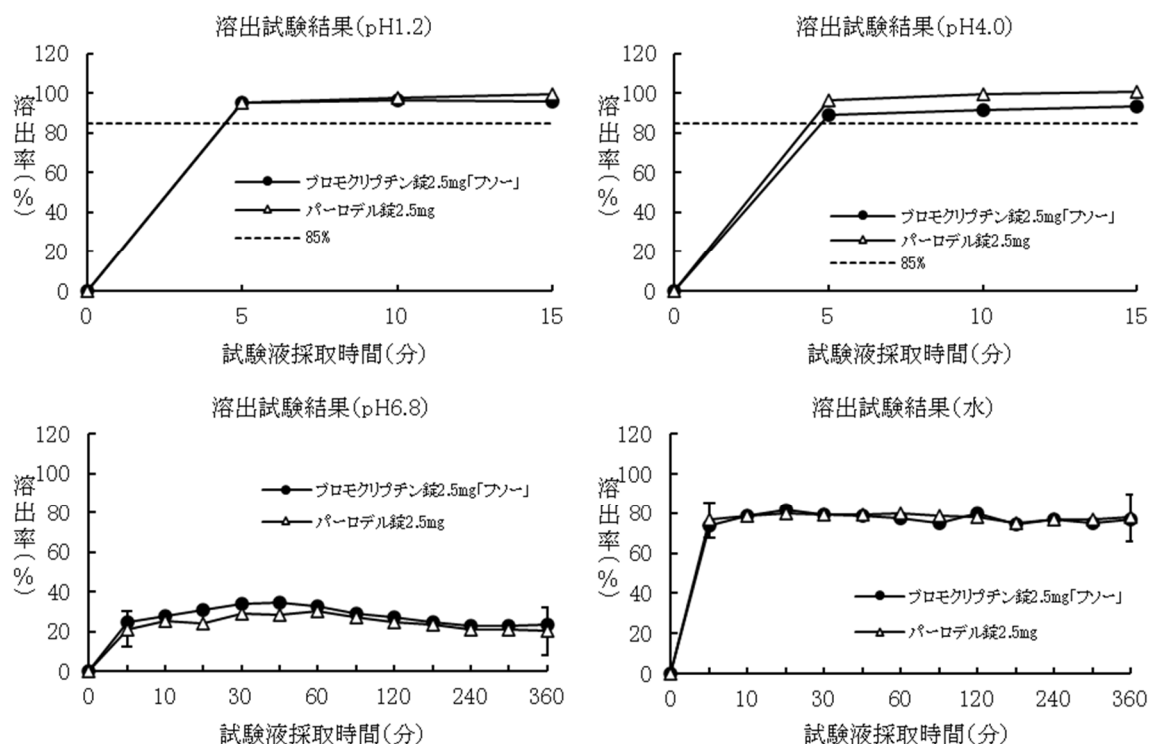 溶出試験結果(pH1.2)
120
100
80
60
40
20
0
溶出率(%)
ブロモクリプチン錠2.5mg「フソー」
パーロデル錠2.5mg
85%
0 5 10 15
試験液採取時間(分)
溶出試験結果(pH4.0)
120
100
80
60
40
20
0
溶出率(%)
ブロモクリプチン錠2.5mg「フソー」
パーロデル錠2.5mg
85%
0 5 10 15
試験液採取時間(分)
溶出試験結果(pH6.8)
120
100
80
60
40
20
0
溶出率(%)
ブロモクリプチン錠2.5mg「フソー」
パーロデル錠2.5mg
0 10 30 60 120 240 360
試験液採取時間(分)
溶出試験結果(水)
120
100
80
60
40
20
0
溶出率(%)
ブロモクリプチン錠2.5mg「フソー」
パーロデル錠2.5mg
0 10 30 60 120 240 360
試験液採取時間(分)